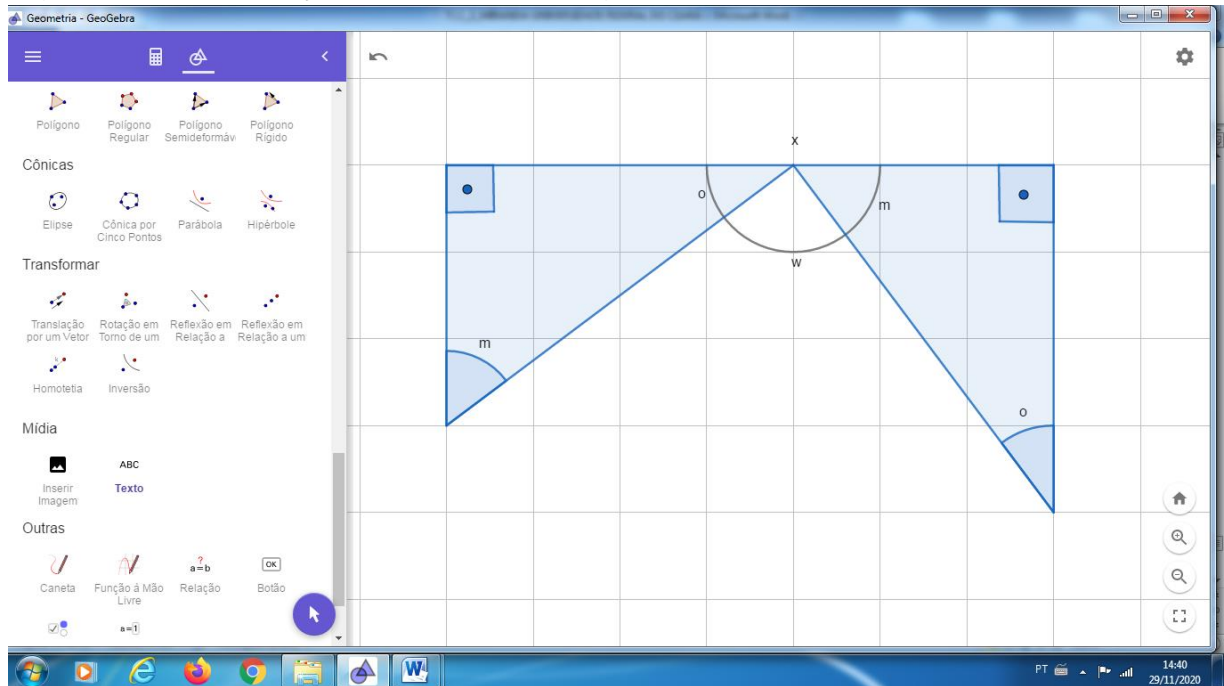 Geometria - GeoGebra
Polígono
Polígono Regular
Polígono Semideformáv
Polígono Rígido
Cônicas
Elipse
Cônica por Cinco Pontos
Parábola
Hipérbole
Transformar
Translação por um Vetor
Rotação em Torno de um
Reflexão em Relação a
Reflexão em Relação a um
Homotetia
Inversão
Mídia
ABC
Inserir Imagem
Texto
Outras
?
a=b
OK
Caneta
Função à Mão Livre
Relação
Botão
a=1
x
o
m
w
m
o
PT
14:40
29/11/2020